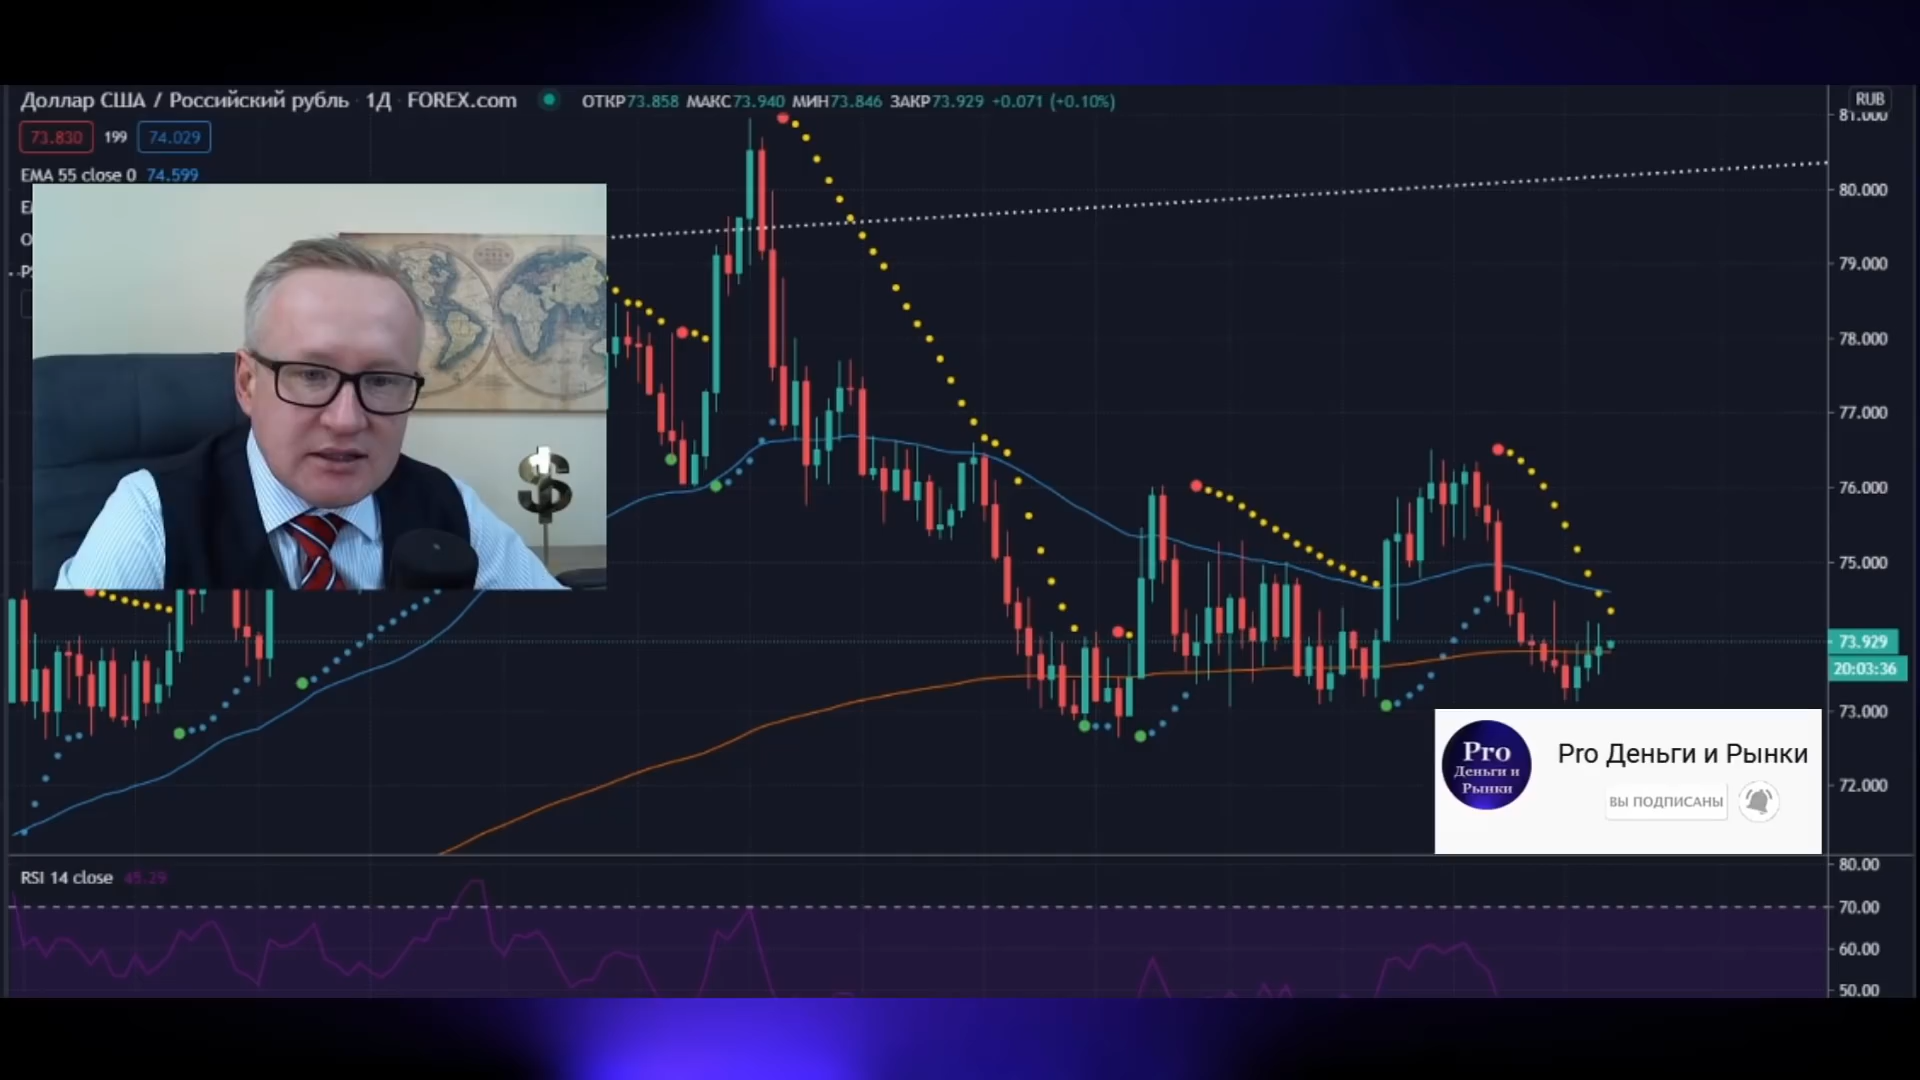 Доллар США / Российский рубль 1Д FOREX.com ОТКР73.858 МАКС73.940 МИН73.846 ЗАКР73.929 +0.071 (+0.10%)
RUB
73.830 199 74.029
EMA 55 close 0 74.599
81.000
80.000
79.000
78.000
77.000
76.000
75.000
73.929
20:03:36
73.000
72.000
Pro
Деньги и
Рынки
Pro Деньги и Рынки
ВЫ ПОДПИСАНЫ
RSI 14 close 45.29
80.00
70.00
60.00
50.00